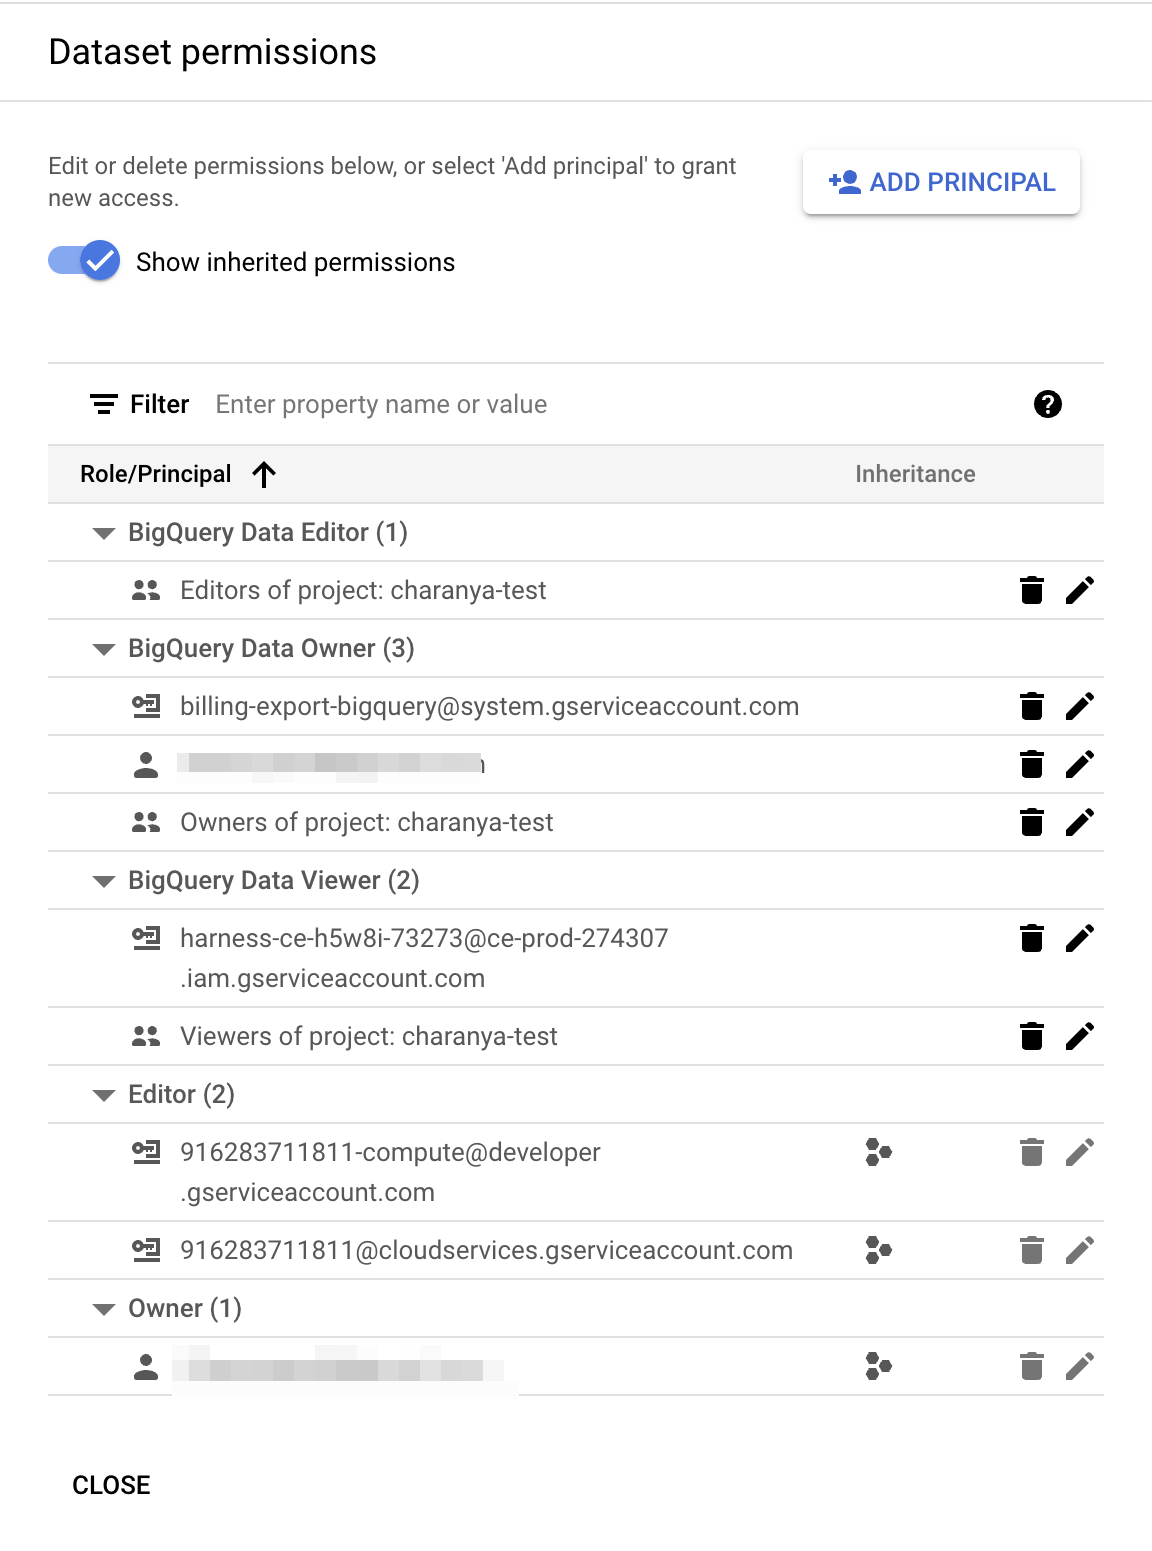 Dataset permissions
Edit or delete permissions below, or select 'Add principal' to grant
new access.
ADD PRINCIPAL
Show inherited permissions
Filter Enter property name or value
Role/Principal Inheritance
BigQuery Data Editor (1)
Editors of project: charanya-test
BigQuery Data Owner (3)
billing-export-bigquery@system.gserviceaccount.com
Owners of project: charanya-test
BigQuery Data Viewer (2)
harness-ce-h5w8i-73273@ce-prod-274307
.iam.gserviceaccount.com
Viewers of project: charanya-test
Editor (2)
916283711811-compute@developer
.gserviceaccount.com
916283711811@cloudservices.gserviceaccount.com
Owner (1)
CLOSE